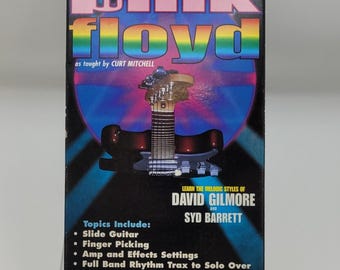 pink
floyd
as taught by CURT MITCHELL
LEARN THE MELODIC STYLES OF
DAVID GILMORE
AND
SYD BARRETT
Topics Include:
• Slide Guitar
• Finger Picking
• Amp and Effects Settings
• Full Band Rhythm Trax to Solo Over